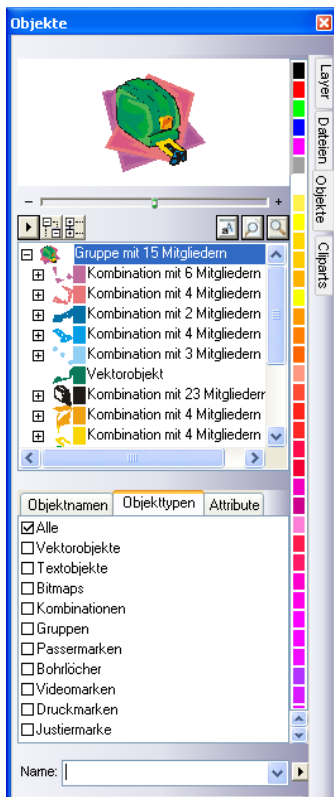 Objekte
Layer
Dateien
Objekte
Cliparts
- +
Gruppe mit 15 Mitgliedern
Kombination mit 6 Mitgliedern
Kombination mit 4 Mitgliedern
Kombination mit 2 Mitgliedern
Kombination mit 4 Mitgliedern
Kombination mit 3 Mitgliedern
Vektorobjekt
Kombination mit 23 Mitgliedern
Kombination mit 4 Mitgliedern
Kombination mit 4 Mitgliedern
Objektnamen Objekttypen Attribute
Alle
Vektorobjekte
Textobjekte
Bitmaps
Kombinationen
Gruppen
Passermarken
Bohrlöcher
Videomarken
Druckmarken
Justiermarke
Name: